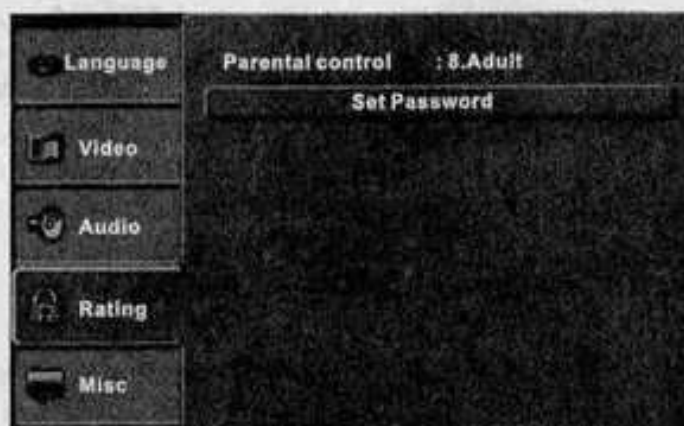 Language
Video
Audio
Rating
Misc
Parental control : 8.Adult
Set Password